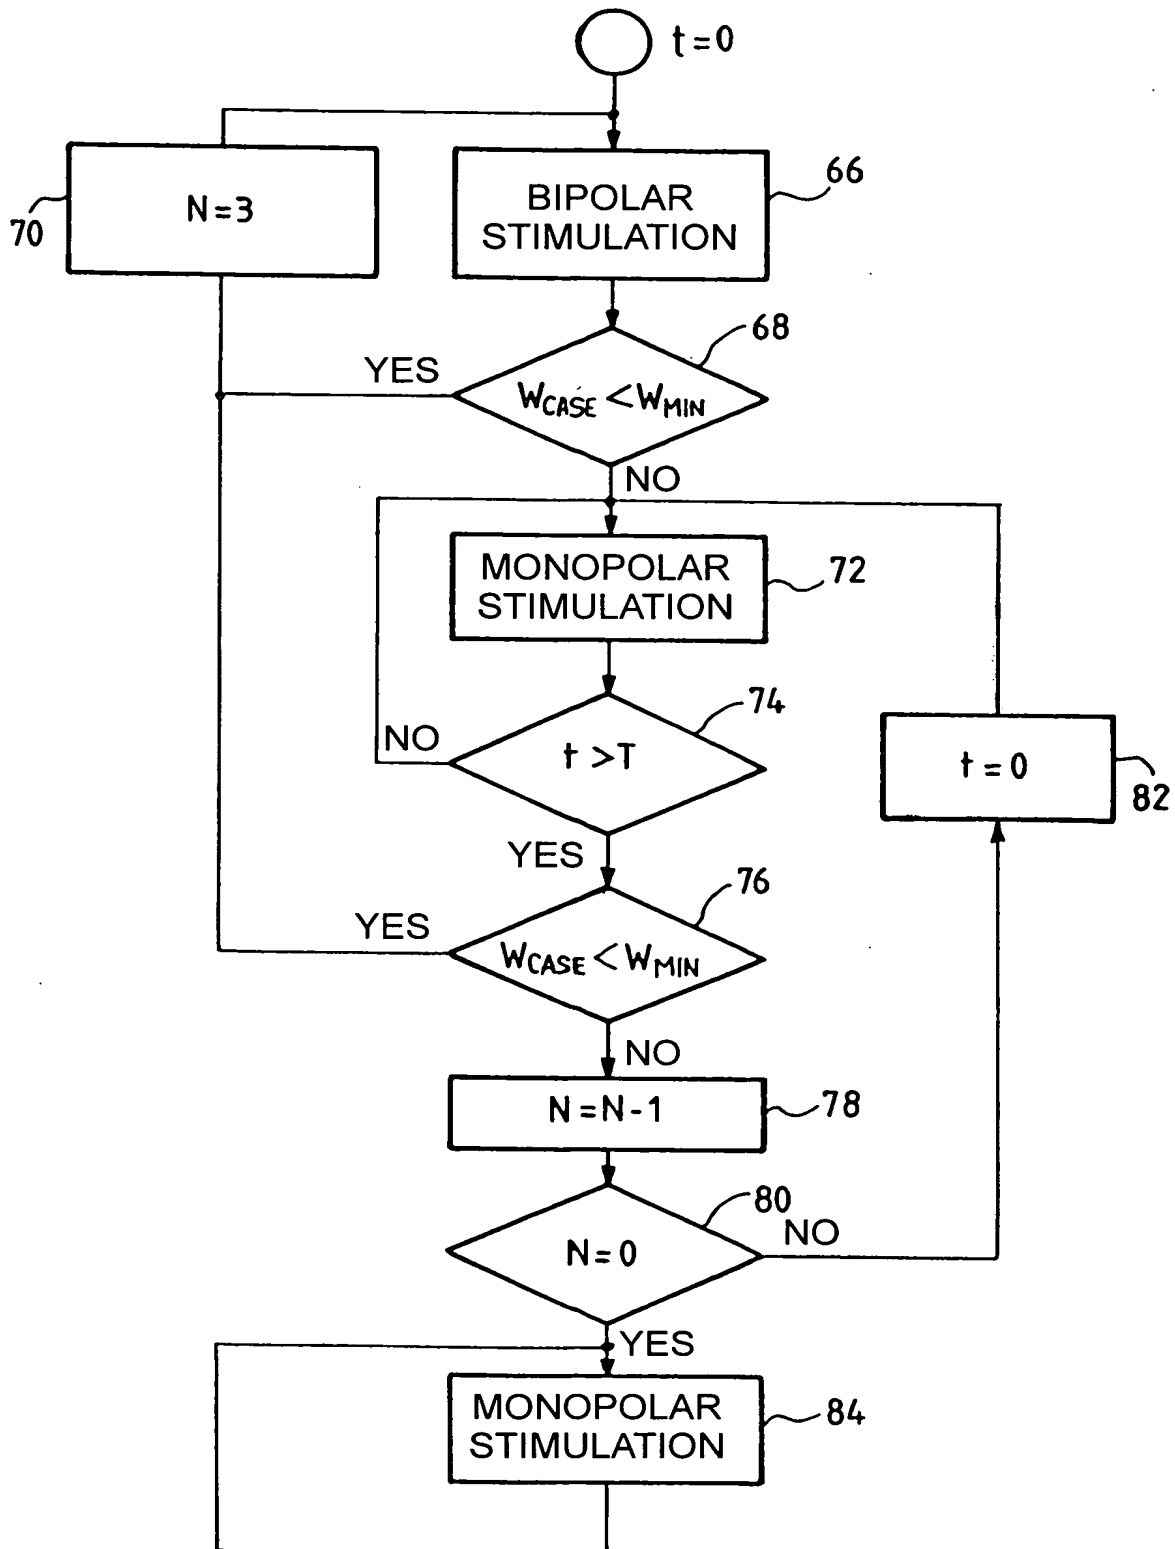 t=0
N=3
70
BIPOLAR
STIMULATION
66
68
YES
W_CASE < W_MIN
NO
MONOPOLAR
STIMULATION
72
74
NO
t >T
t = 0
82
YES
76
YES
W_CASE < W_MIN
NO
N = N-1
78
80
N = 0
NO
YES
MONOPOLAR
STIMULATION
84